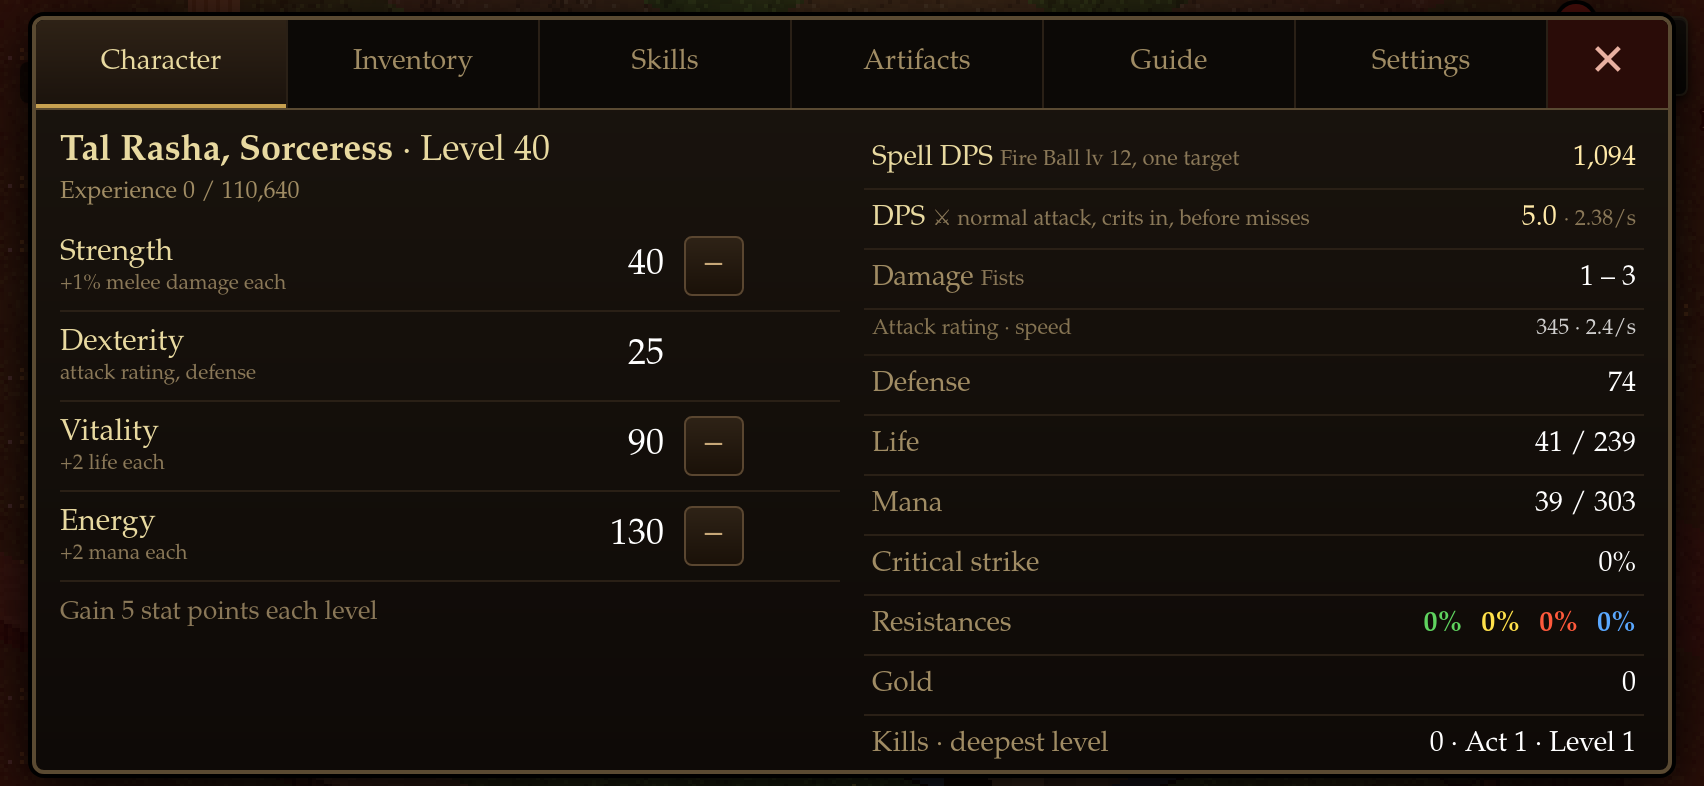 Character Inventory Skills Artifacts Guide Settings ✕
Tal Rasha, Sorceress · Level 40
Experience 0 / 110,640
Strength 40 –
+1% melee damage each
Dexterity 25
attack rating, defense
Vitality 90 –
+2 life each
Energy 130 –
+2 mana each
Gain 5 stat points each level
Spell DPS Fire Ball lv 12, one target 1,094
DPS ⚔ normal attack, crits in, before misses 5.0 · 2.38/s
Damage Fists 1 – 3
Attack rating · speed 345 · 2.4/s
Defense 74
Life 41 / 239
Mana 39 / 303
Critical strike 0%
Resistances 0% 0% 0% 0%
Gold 0
Kills · deepest level 0 · Act 1 · Level 1